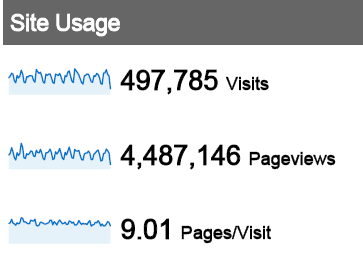 Site Usage
497,785 Visits
4,487,146 Pageviews
9.01 Pages/Visit